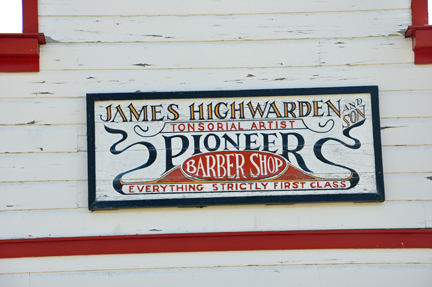 JAMES HIGHWARDEN AND SON
TONSORIAL ARTIST
PIONEER
BARBER SHOP
EVERYTHING STRICTLY FIRST CLASS